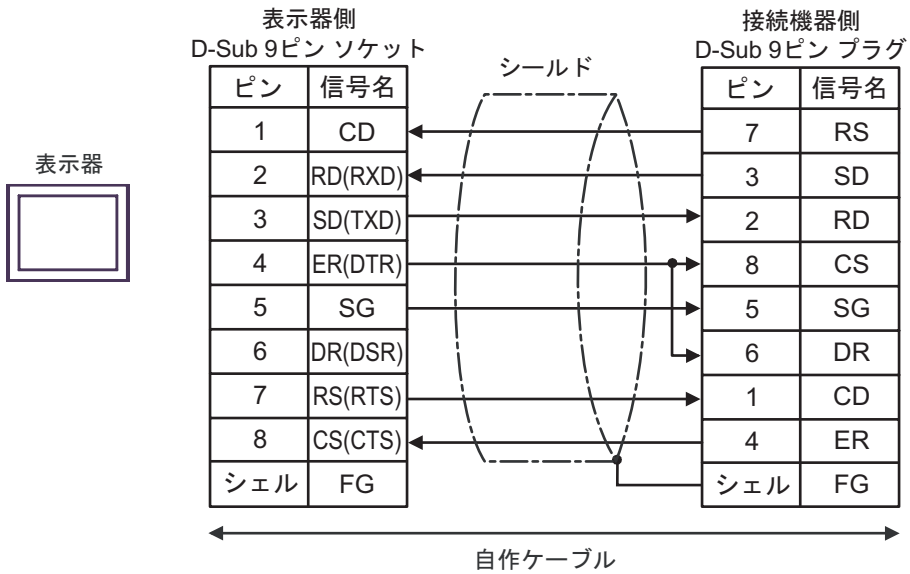 表示器側
D-Sub 9ピン ソケット
接続機器側
D-Sub 9ピン プラグ
シールド
表示器
ピン 信号名 ピン 信号名
1 CD 7 RS
2 RD(RXD) 3 SD
3 SD(TXD) 2 RD
4 ER(DTR) 8 CS
5 SG 5 SG
6 DR(DSR) 6 DR
7 RS(RTS) 1 CD
8 CS(CTS) 4 ER
シェル FG シェル FG
自作ケーブル